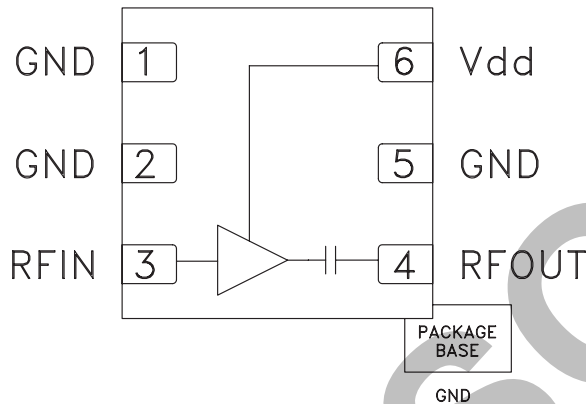 GND 1 6 Vdd
GND 2 5 GND
RFIN 3 4 RFOUT
PACKAGE
BASE
GND